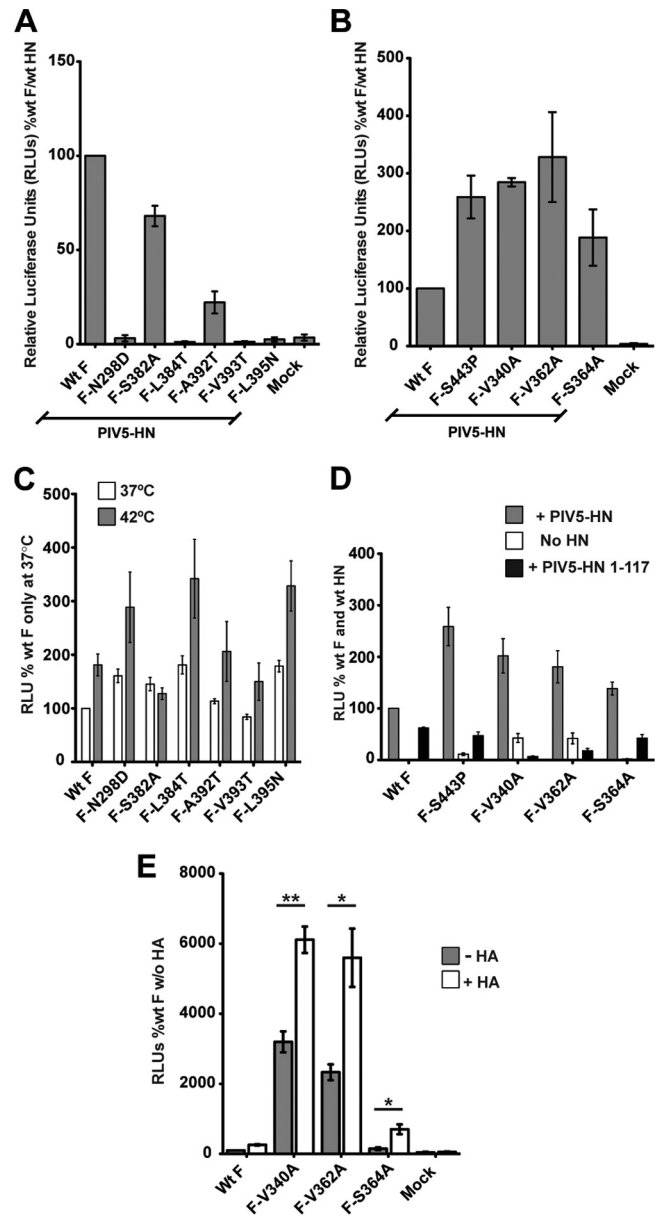 A
Relative Luciferase Units (RLUs) %wt F/wt HN
150
100
50
0
Wt F
F-N298D
F-S382A
F-L384T
F-A392T
F-V393T
F-L395N
Mock
PIV5-HN
B
Relative Luciferase Units (RLUs) %wt F/wt HN
500
400
300
200
100
0
Wt F
F-S443P
F-V340A
F-V362A
F-S364A
Mock
PIV5-HN
C
37ºC
42ºC
RLU % wt F only at 37°C
500
400
300
200
100
0
Wt F
F-N298D
F-S382A
F-L384T
F-A392T
F-V393T
F-L395N
D
+ PIV5-HN
No HN
+ PIV5-HN 1-117
RLU % wt F and wt HN
400
300
200
100
0
Wt F
F-S443P
F-V340A
F-V362A
F-S364A
E
RLUs %wt F w/o HA
8000
6000
4000
2000
0
**
*
*
- HA
+ HA
Wt F
F-V340A
F-V362A
F-S364A
Mock